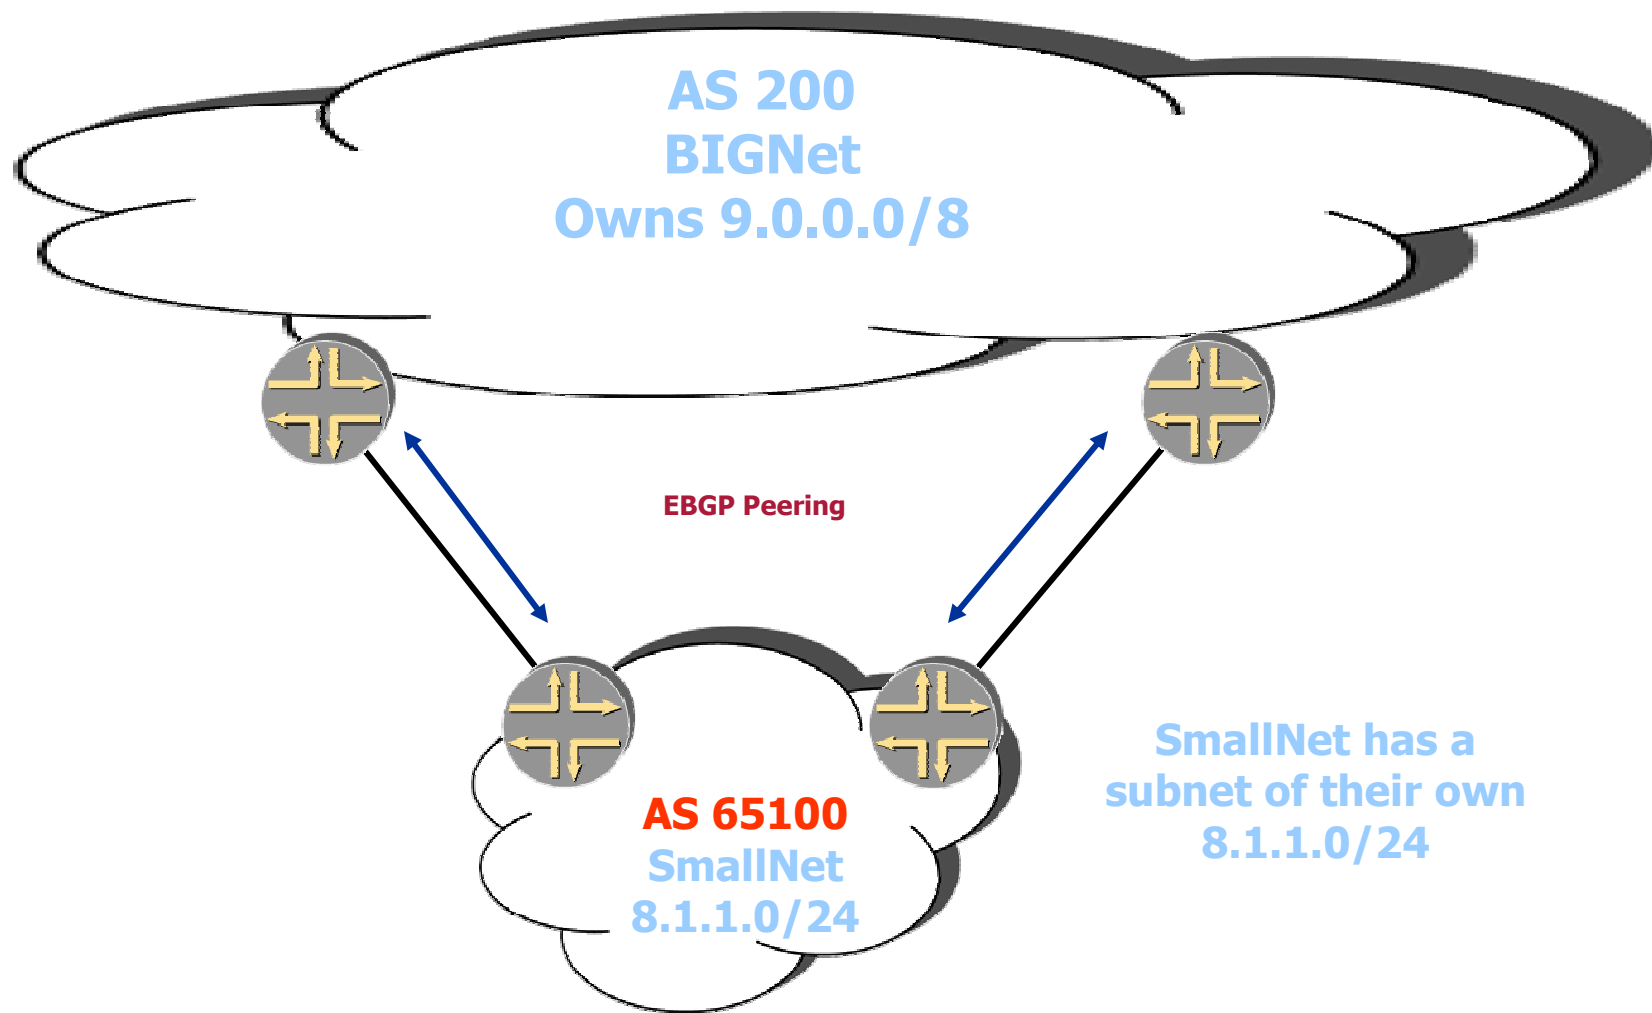 AS 200
BIGNet
Owns 9.0.0.0/8
EBGP Peering
SmallNet has a
subnet of their own
8.1.1.0/24
AS 65100
SmallNet
8.1.1.0/24